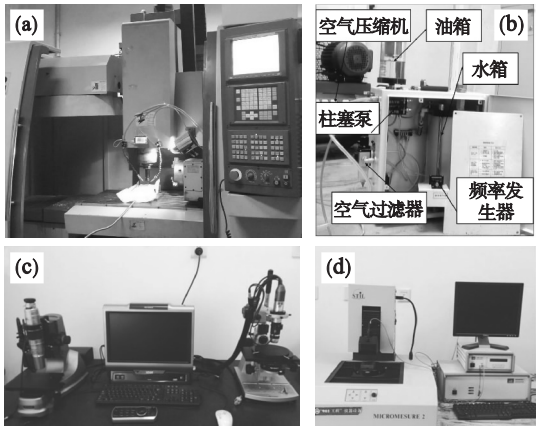 (a)
空气压缩机
油箱
(b)
水箱
柱塞泵
空气过滤器
频率发
生器
(c)
(d)
STIL
MICROMESURE 2